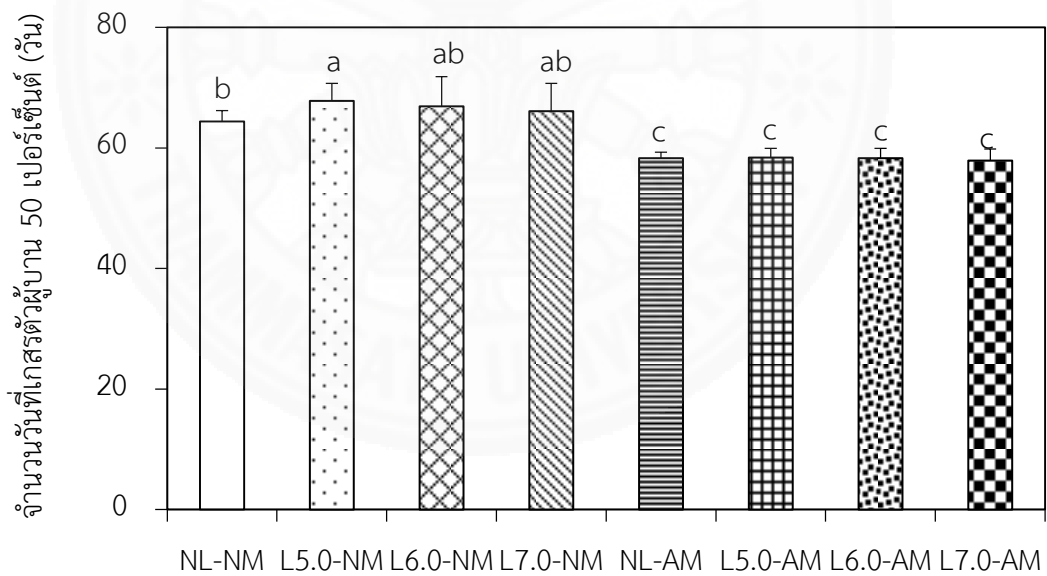 จำนวนวันที่เกสรตัวผู้บาน 50 เปอร์เซ็นต์ (วัน)
80
60
40
20
0
b
a
ab
ab
c
c
c
c
NL-NM L5.0-NM L6.0-NM L7.0-NM NL-AM L5.0-AM L6.0-AM L7.0-AM